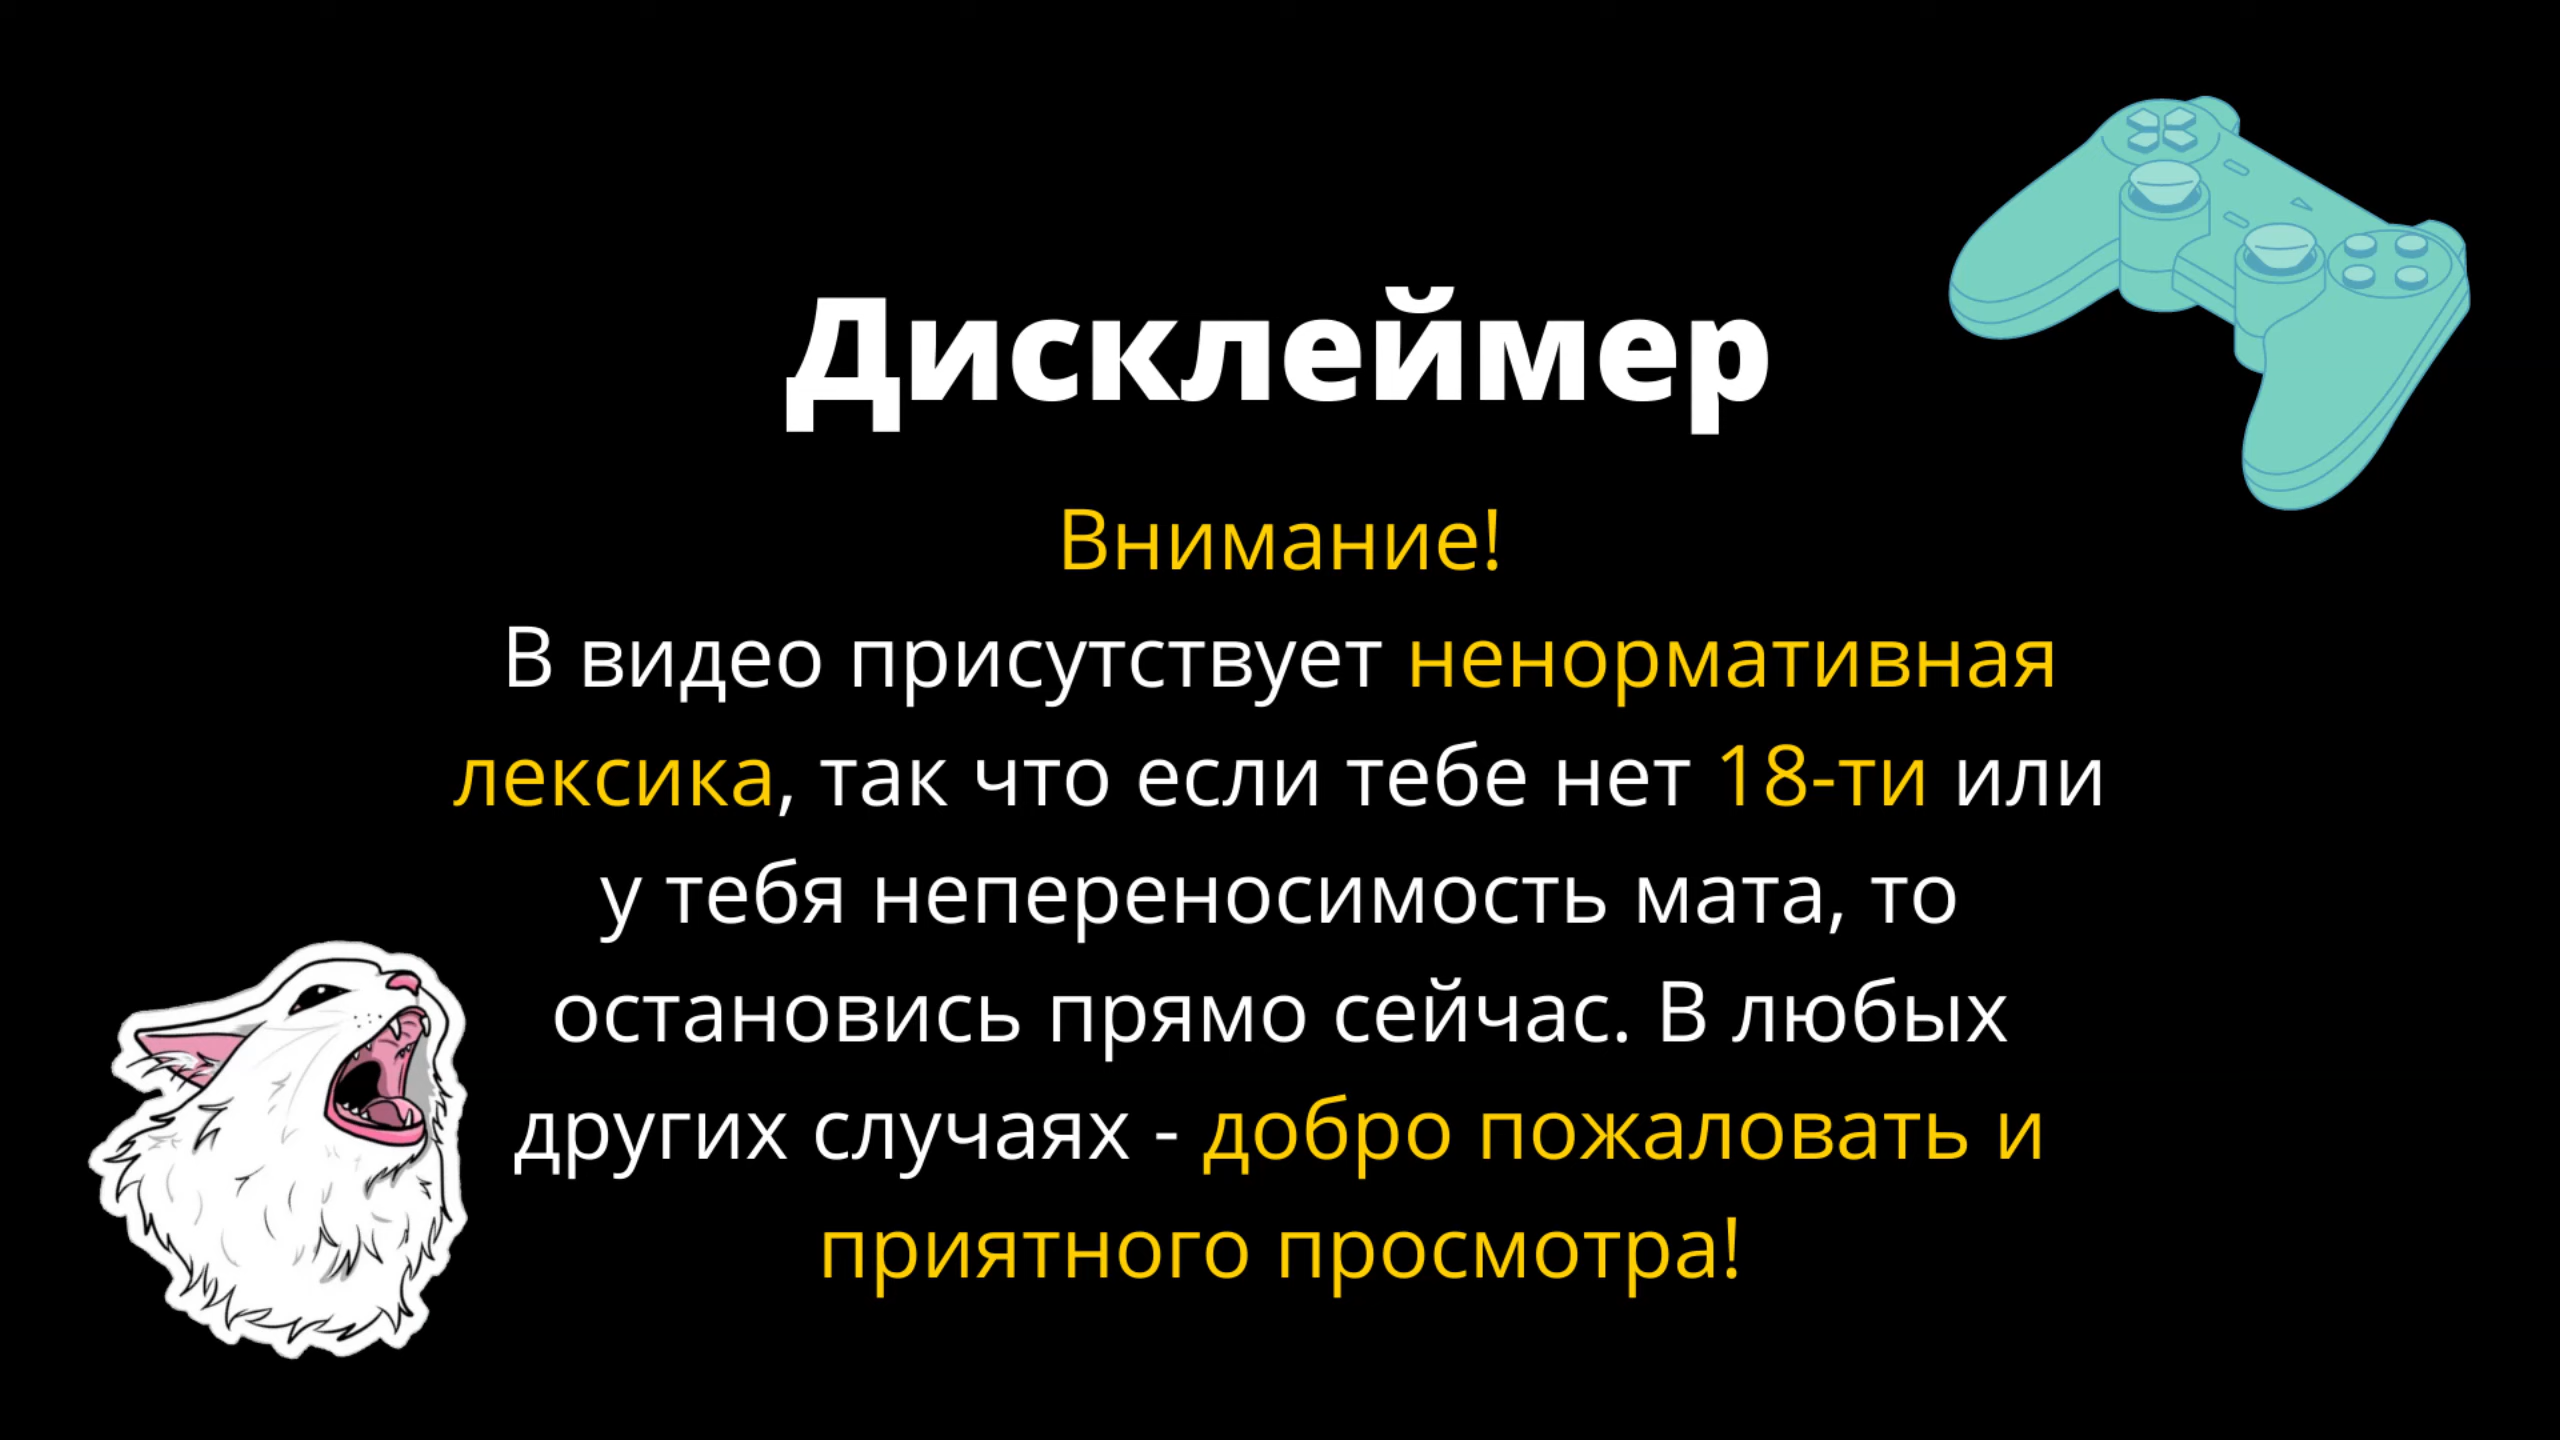 Дисклеймер
Внимание!
В видео присутствует ненормативная
лексика, так что если тебе нет 18-ти или
у тебя непереносимость мата, то
остановись прямо сейчас. В любых
других случаях - добро пожаловать и
приятного просмотра!